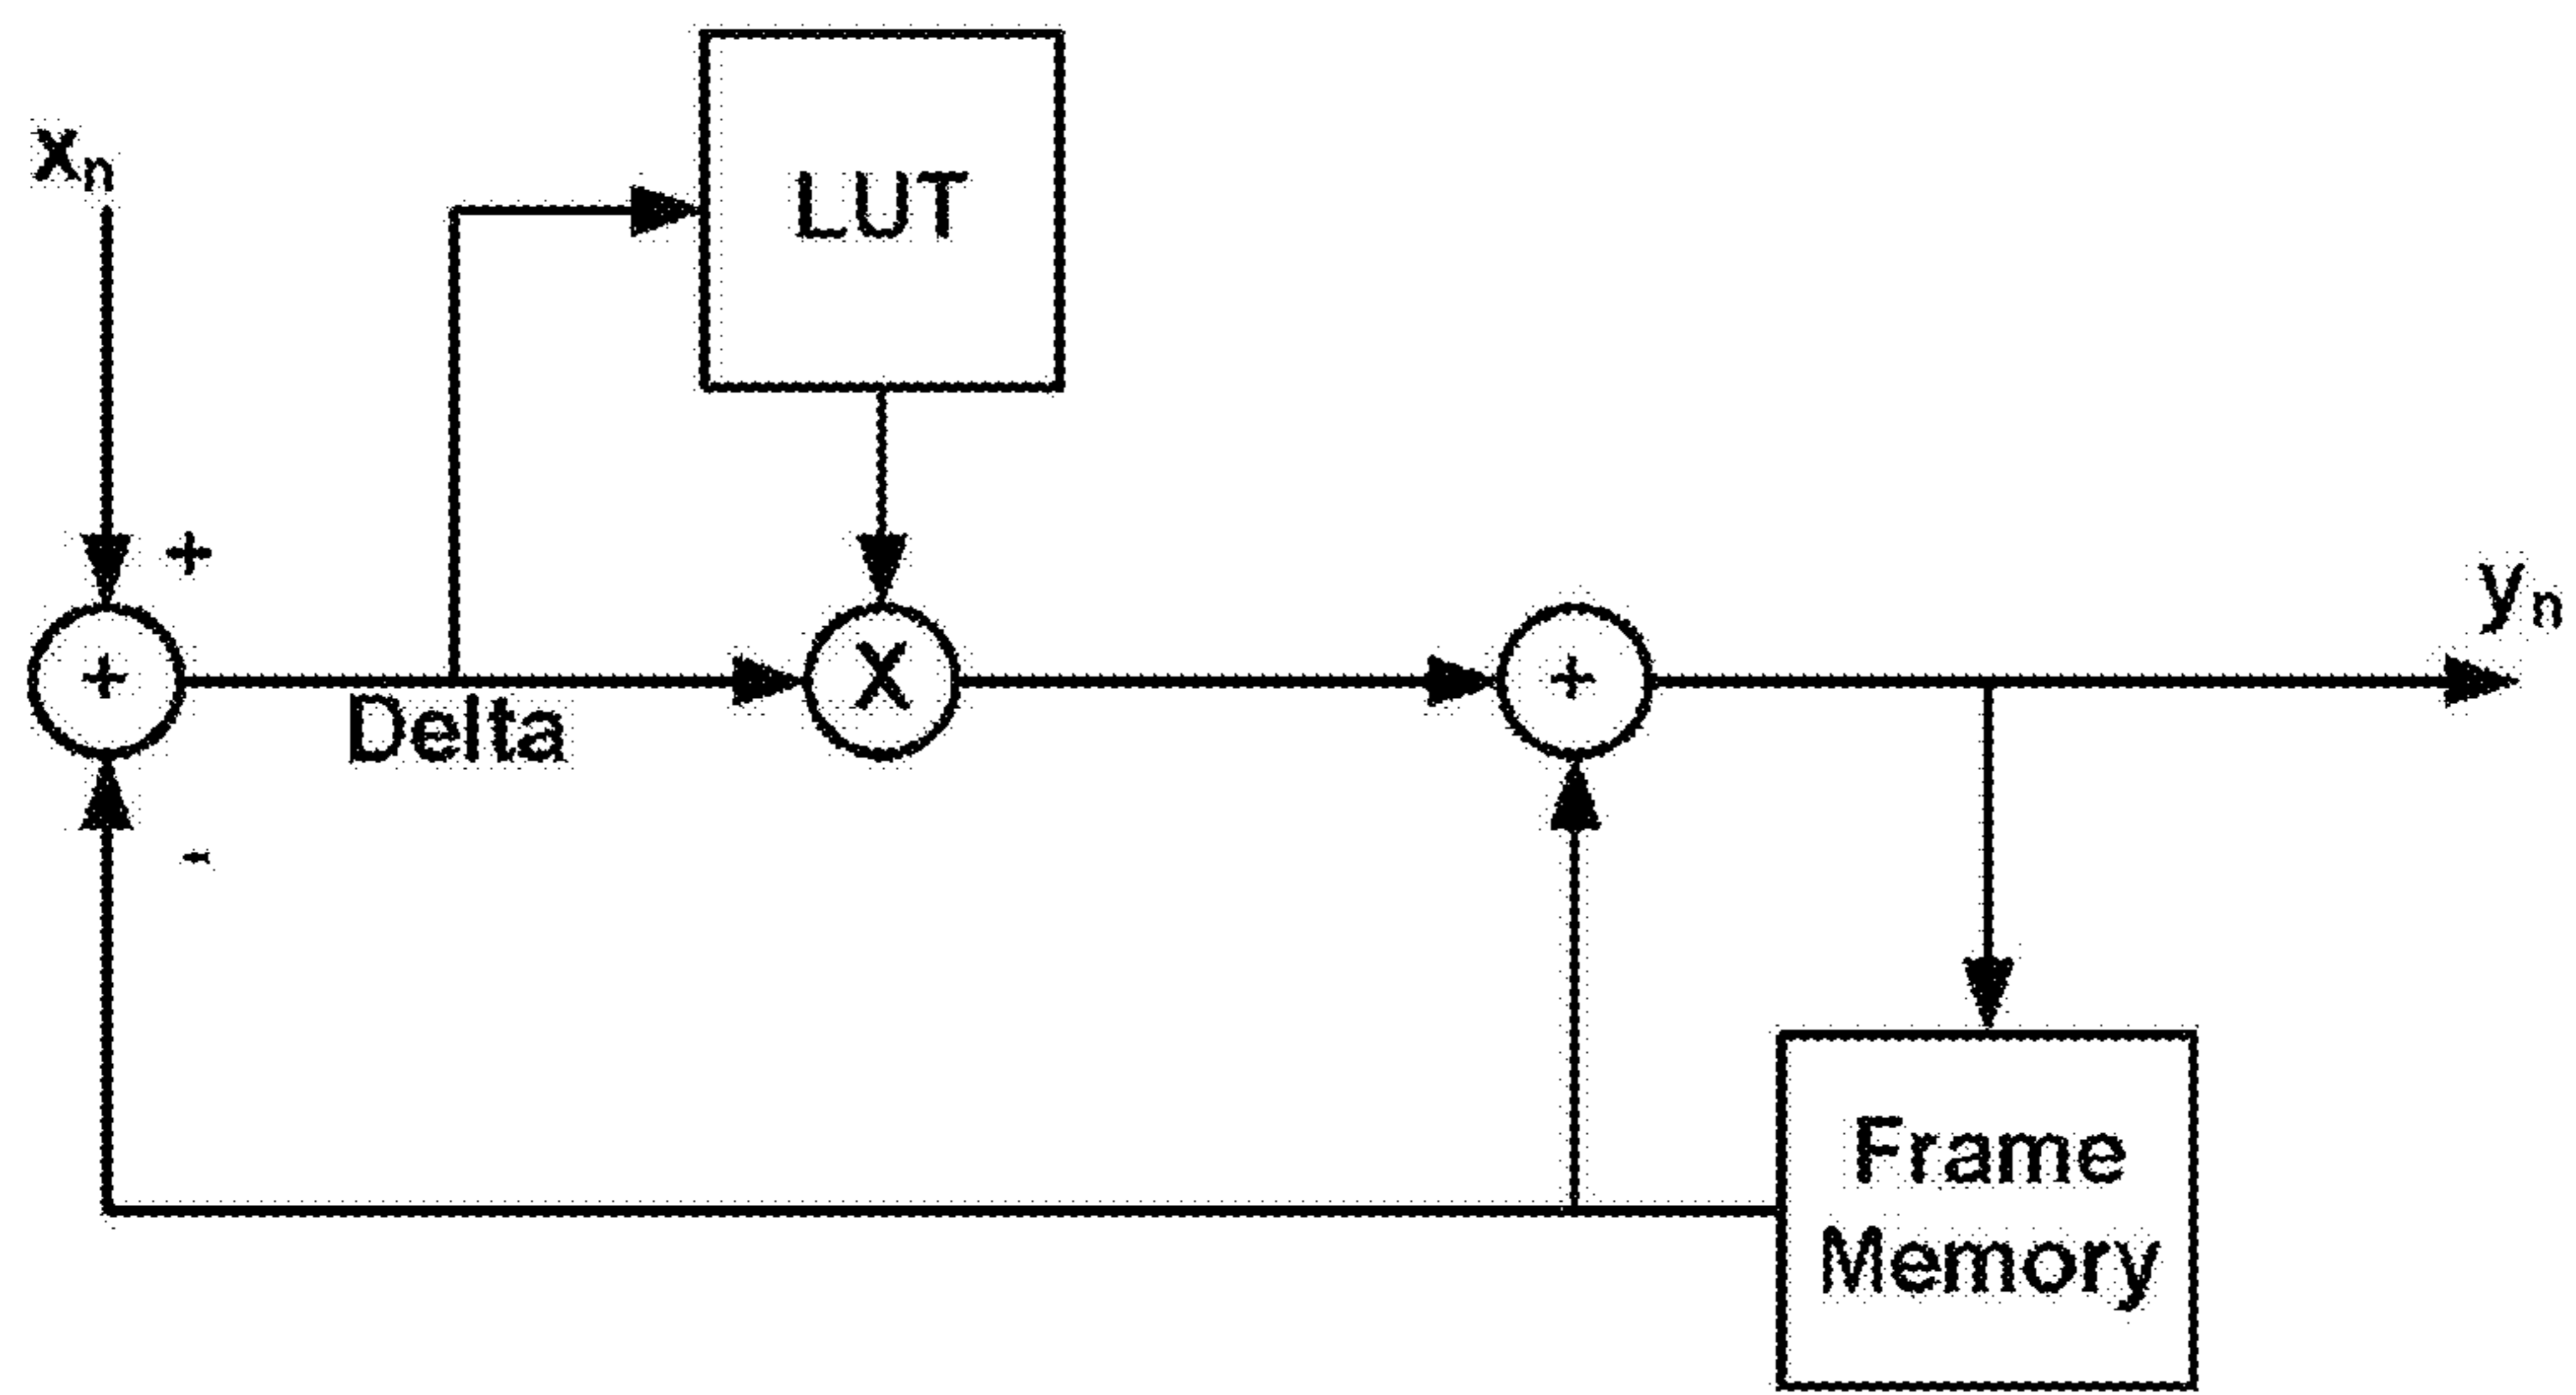 LUT
xₙ
+
+
Delta
X
+
yₙ
-
Frame
Memory